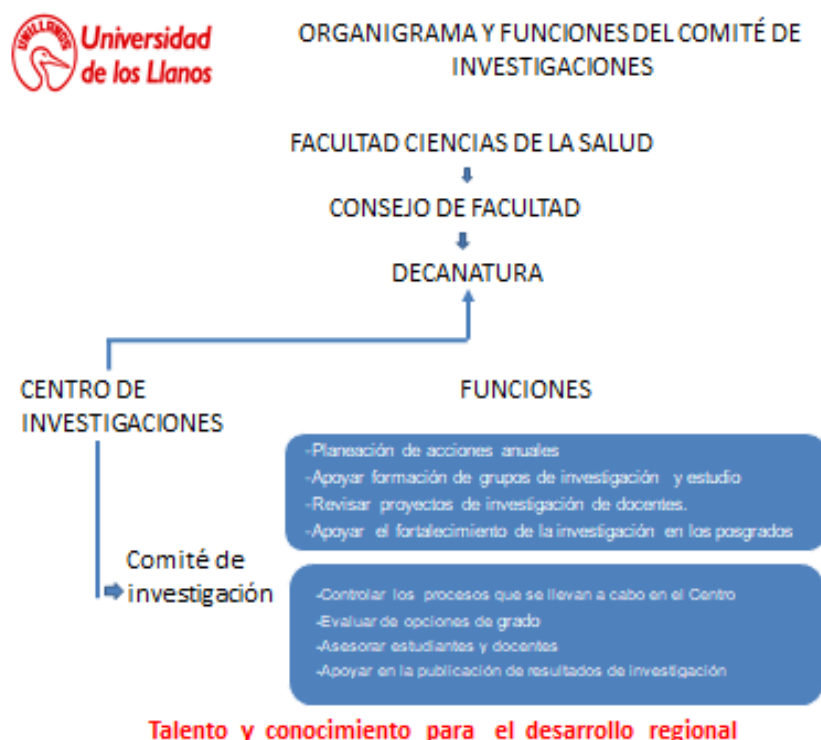 UNILLANOS
Universidad
de los Llanos
ORGANIGRAMA Y FUNCIONES DEL COMITÉ DE
INVESTIGACIONES
FACULTAD CIENCIAS DE LA SALUD
CONSEJO DE FACULTAD
DECANATURA
CENTRO DE
INVESTIGACIONES
FUNCIONES
-Planeación de acciones anuales
-Apoyar formación de grupos de investigación y estudio
-Revisar proyectos de investigación de docentes.
-Apoyar el fortalecimiento de la investigación en los posgrados
Comité de
investigación
-Controlar los procesos que se llevan a cabo en el Centro
-Evaluar de opciones de grado
-Asesorar estudiantes y docentes
-Apoyar en la publicación de resultados de investigación
Talento y conocimiento para el desarrollo regional